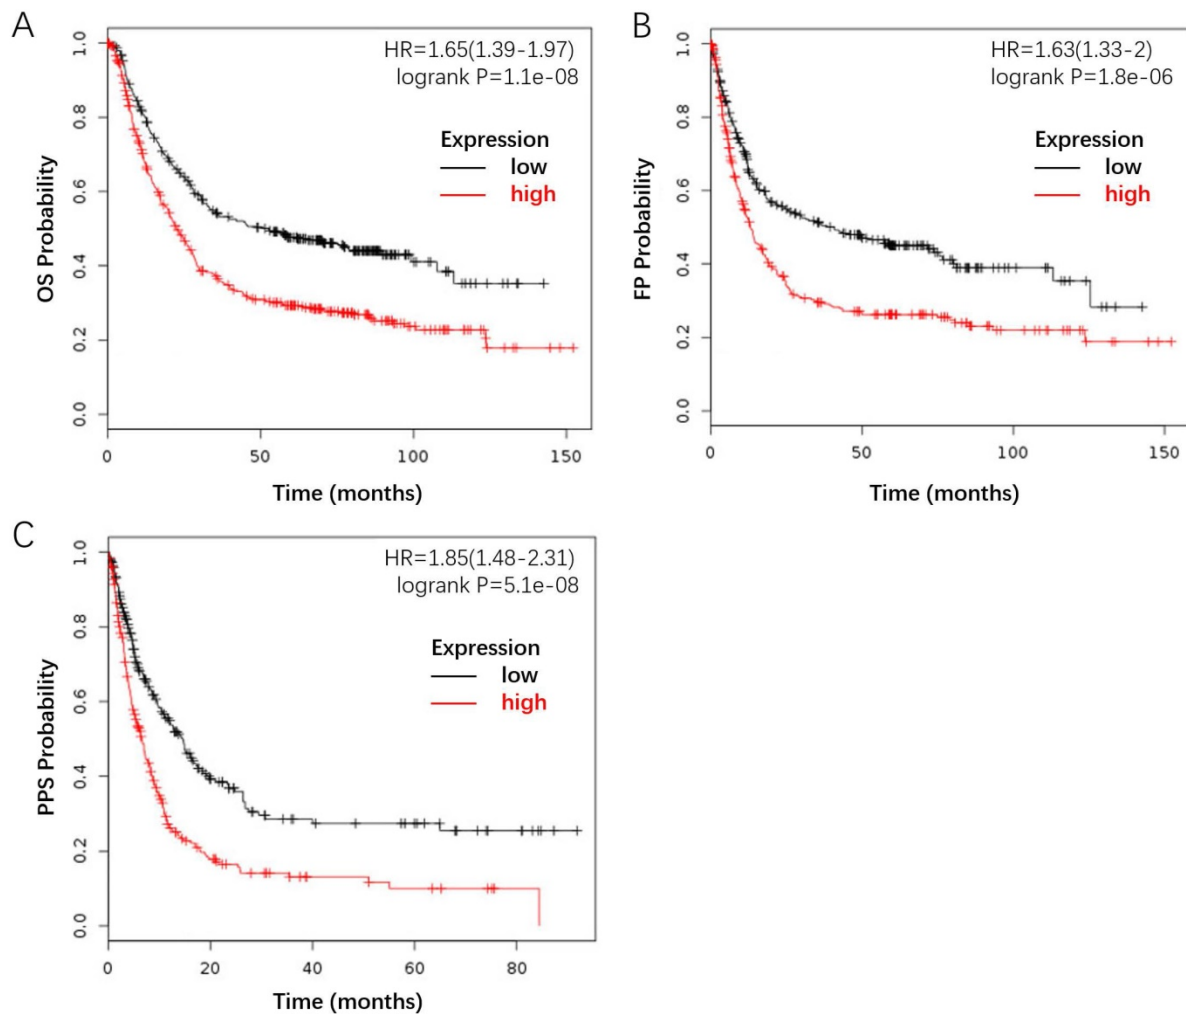 A
HR=1.65(1.39-1.97)
logrank P=1.1e-08
Expression
low
high
OS Probability
1.0
0.8
0.6
0.4
0.2
0.0
0 50 100 150
Time (months)
B
HR=1.63(1.33-2)
logrank P=1.8e-06
Expression
low
high
FP Probability
1.0
0.8
0.6
0.4
0.2
0.0
0 50 100 150
Time (months)
C
HR=1.85(1.48-2.31)
logrank P=5.1e-08
Expression
low
high
PPS Probability
1.0
0.8
0.6
0.4
0.2
0.0
0 20 40 60 80
Time (months)